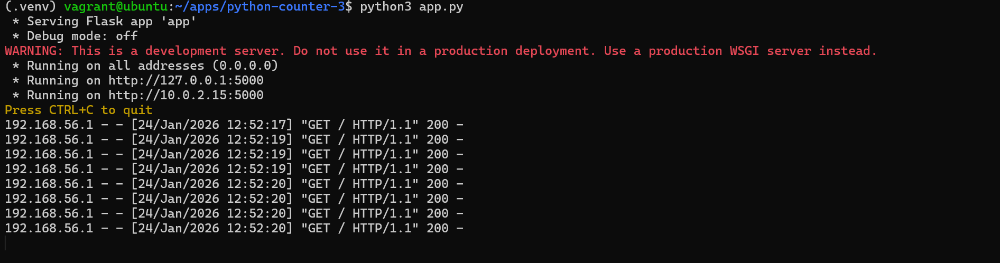 (.venv) vagrant@ubuntu:~/apps/python-counter-3$ python3 app.py
 * Serving Flask app 'app'
 * Debug mode: off
WARNING: This is a development server. Do not use it in a production deployment. Use a production WSGI server instead.
 * Running on all addresses (0.0.0.0)
 * Running on http://127.0.0.1:5000
 * Running on http://10.0.2.15:5000
Press CTRL+C to quit
192.168.56.1 - - [24/Jan/2026 12:52:17] "GET / HTTP/1.1" 200 -
192.168.56.1 - - [24/Jan/2026 12:52:19] "GET / HTTP/1.1" 200 -
192.168.56.1 - - [24/Jan/2026 12:52:19] "GET / HTTP/1.1" 200 -
192.168.56.1 - - [24/Jan/2026 12:52:19] "GET / HTTP/1.1" 200 -
192.168.56.1 - - [24/Jan/2026 12:52:20] "GET / HTTP/1.1" 200 -
192.168.56.1 - - [24/Jan/2026 12:52:20] "GET / HTTP/1.1" 200 -
192.168.56.1 - - [24/Jan/2026 12:52:20] "GET / HTTP/1.1" 200 -
192.168.56.1 - - [24/Jan/2026 12:52:20] "GET / HTTP/1.1" 200 -